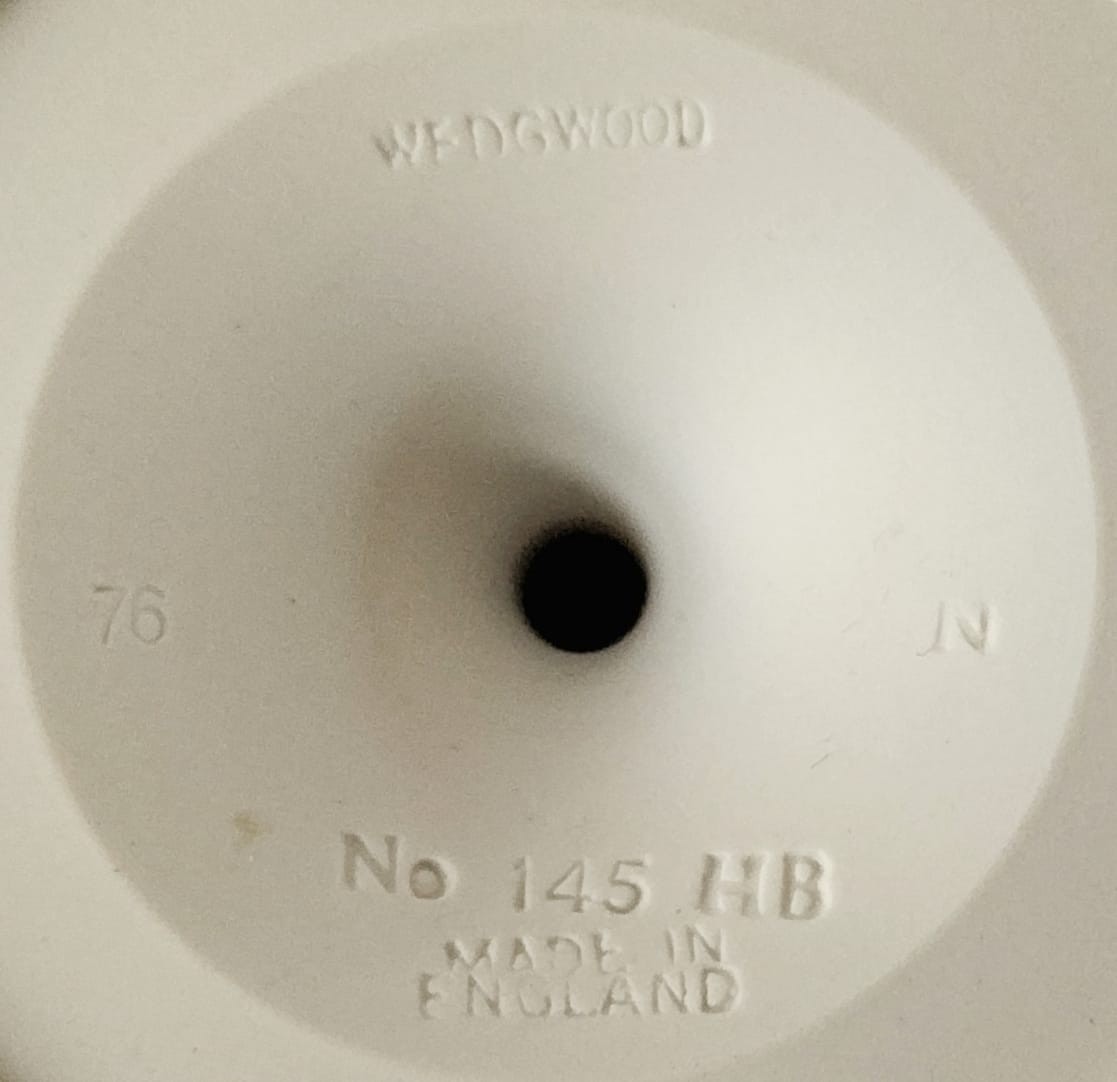 WEDGWOOD
76
N
No 145 HB
MADE IN
ENGLAND